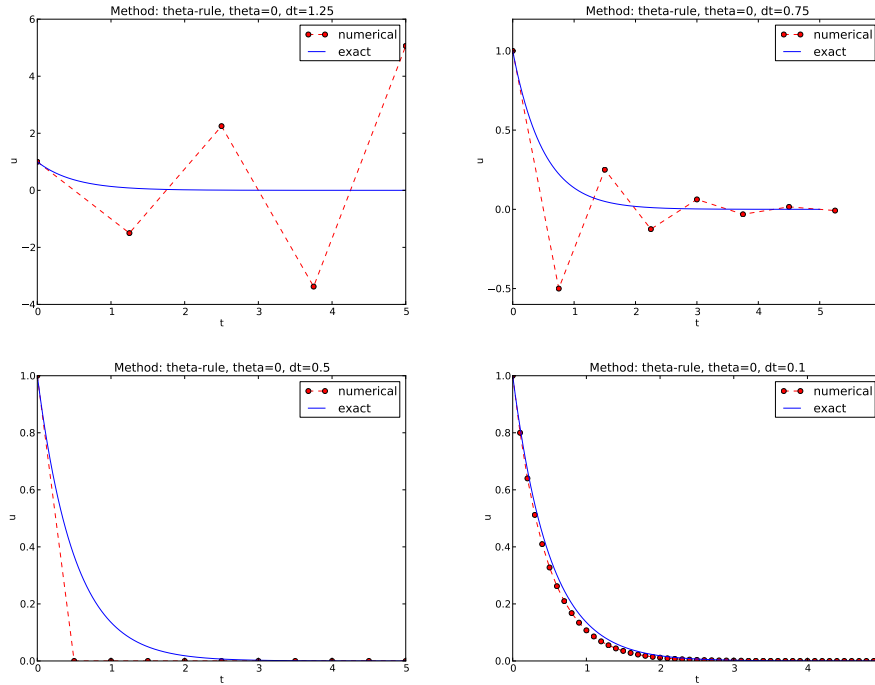 Method: theta-rule, theta=0, dt=1.25
6
4
2
0
−2
−4
u
0 1 2 3 4 5
t
numerical
exact
Method: theta-rule, theta=0, dt=0.75
1.0
0.5
0.0
−0.5
u
0 1 2 3 4 5
t
numerical
exact
Method: theta-rule, theta=0, dt=0.5
1.0
0.8
0.6
0.4
0.2
0.0
u
0 1 2 3 4 5
t
numerical
exact
Method: theta-rule, theta=0, dt=0.1
1.0
0.8
0.6
0.4
0.2
0.0
u
0 1 2 3 4
t
numerical
exact